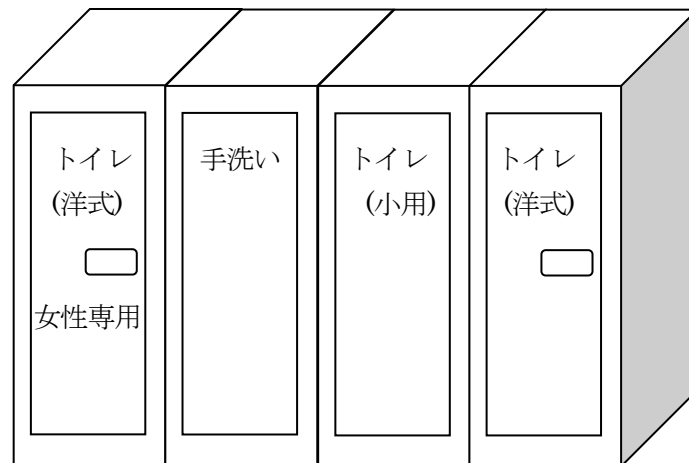 トイレ
(洋式)
女性専用
手洗い
トイレ
(小用)
トイレ
(洋式)